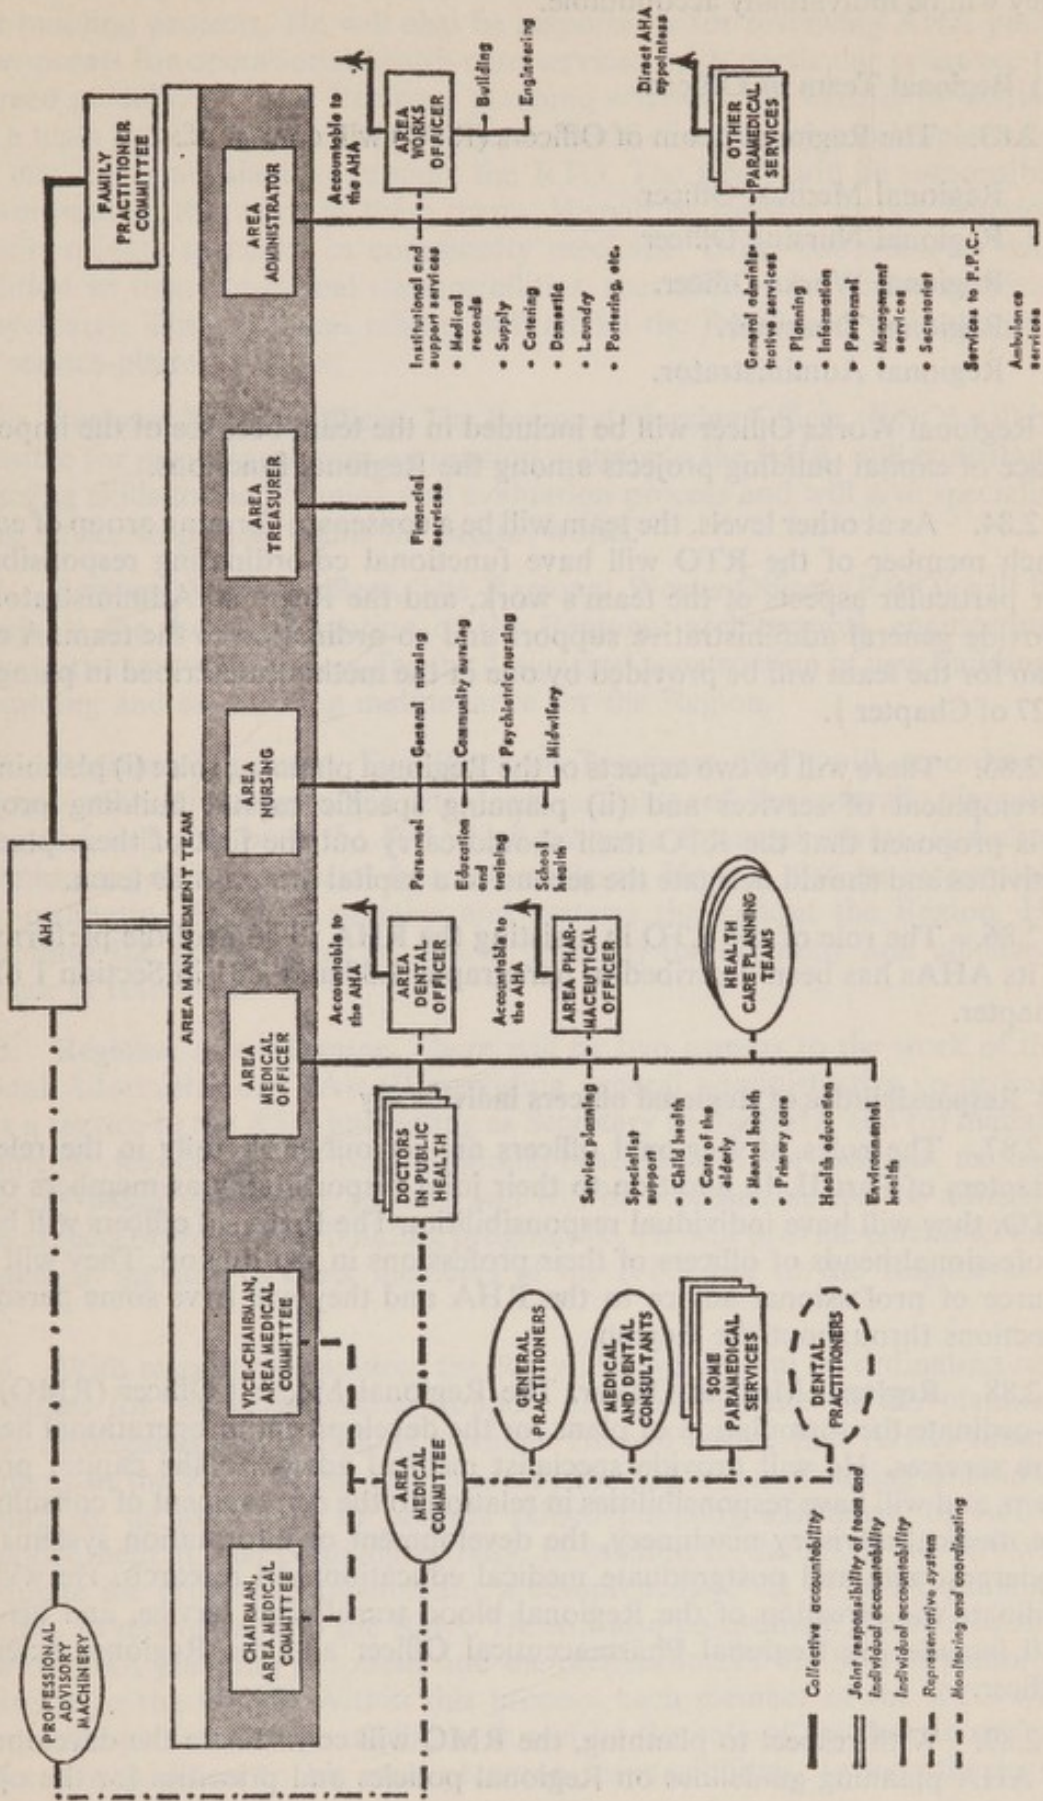 AHA
PROFESSIONAL
ADVISORY
MACHINERY
FAMILY
PRACTITIONER
COMMITTEE
AREA MANAGEMENT TEAM
CHAIRMAN,
AREA MEDICAL
COMMITTEE
VICE-CHAIRMAN,
AREA MEDICAL
COMMITTEE
AREA
MEDICAL
OFFICER
AREA
NURSING
AREA
TREASURER
AREA
ADMINISTRATOR
AREA
MEDICAL
COMMITTEE
GENERAL
PRACTITIONERS
MEDICAL
AND DENTAL
CONSULTANTS
SOME
PARAMEDICAL
SERVICES
DENTAL
PRACTITIONERS
DOCTORS
IN PUBLIC
HEALTH
Accountable to
the AHA
AREA
DENTAL
OFFICER
Accountable to
the AHA
AREA PHAR-
MACEUTICAL
OFFICER
Service planning
Specialist
support
• Child health
• Care of the
elderly
• Mental health
• Primary care
HEALTH
CARE PLANNING
TEAMS
Health education
Environmental
health
Personnel
General nursing
Education
and
training
Community nursing
Psychiatric nursing
School
health
Midwifery
Financial
services
Accountable to
the AHA
AREA
WORKS
OFFICER
Building
Engineering
Institutional and
support services
• Medical
records
• Supply
• Catering
• Domestic
• Laundry
• Portering, etc.
Direct AHA
appointees
OTHER
PARAMEDICAL
SERVICES
General adminis-
trative services
• Planning
• Information
• Personnel
• Management
services
• Secretariat
Services to F.P.C.
Ambulance
services
Collective accountability
Joint responsibility of team and
Individual accountability
Individual accountability
Representative system
Monitoring and coordinating